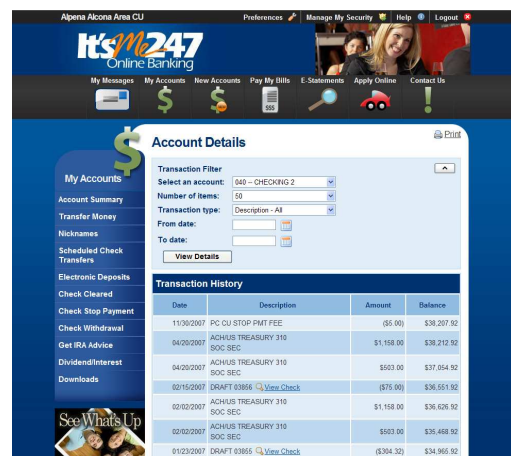 Alpena Alcona Area CU
Preferences Manage My Security Help Logout
It'sMe247
Online Banking
My Messages My Accounts New Accounts Pay My Bills E-Statements Apply Online Contact Us
$ $ NEW $$$ !
$
Print
Account Details
My Accounts
Account Summary
Transfer Money
Nicknames
Scheduled Check
Transfers
Electronic Deposits
Check Cleared
Check Stop Payment
Check Withdrawal
Get IRA Advice
Dividend/Interest
Downloads
See What's Up
Transaction Filter
Select an account: 040 -- CHECKING 2
Number of items: 50
Transaction type: Description - All
From date:
To date:
View Details
Transaction History
Date Description Amount Balance
11/30/2007 PC CU STOP PMT FEE ($5.00) $38,207.92
04/20/2007 ACH/US TREASURY 310 SOC SEC $1,158.00 $38,212.92
04/20/2007 ACH/US TREASURY 310 SOC SEC $503.00 $37,054.92
02/15/2007 DRAFT 03856 View Check ($75.00) $36,551.92
02/02/2007 ACH/US TREASURY 310 SOC SEC $1,158.00 $36,626.92
02/02/2007 ACH/US TREASURY 310 SOC SEC $503.00 $35,468.92
01/23/2007 DRAFT 03855 View Check ($304.32) $34,965.92